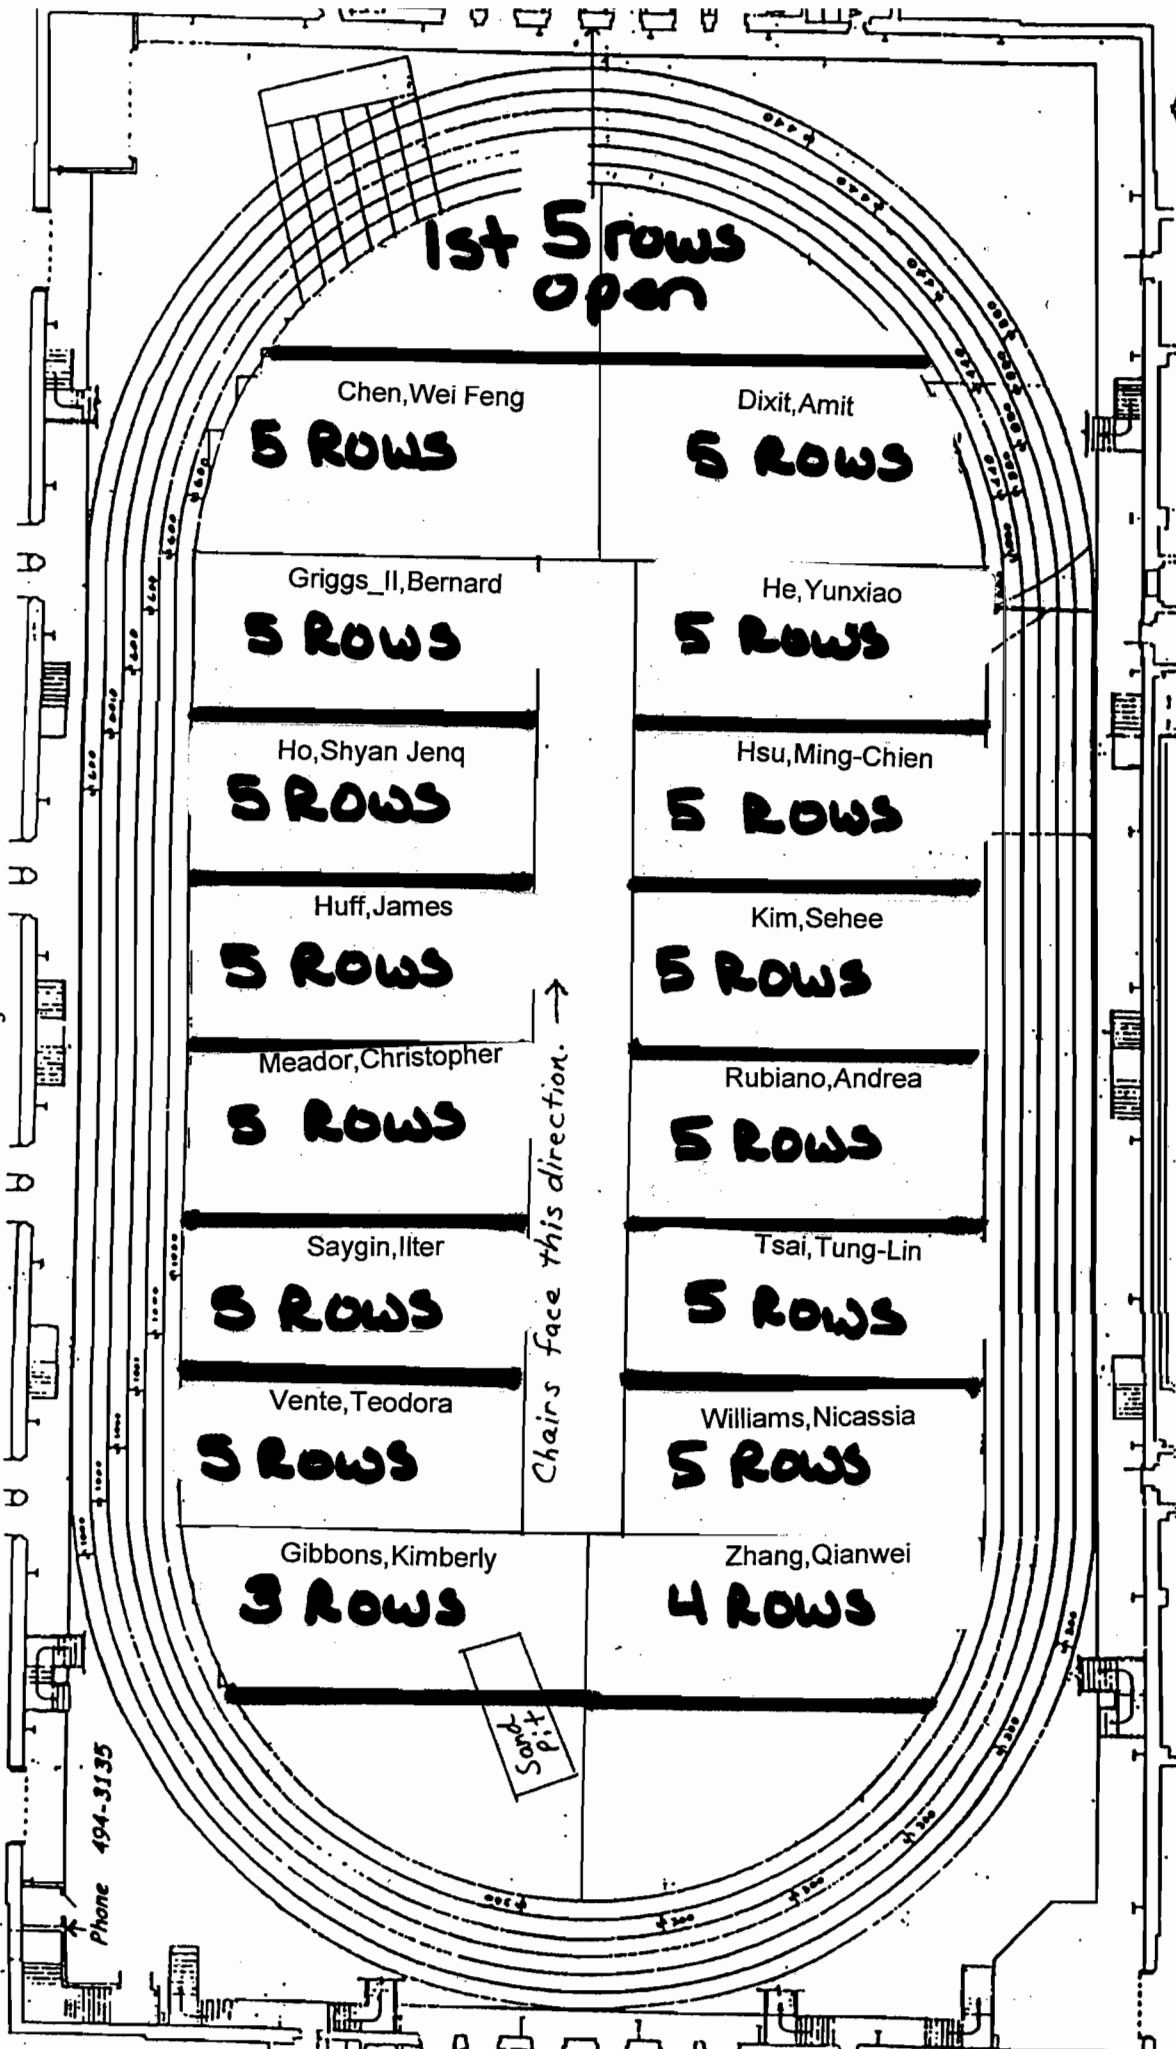 1st 5 rows
open
Chen,Wei Feng
5 ROWS
Dixit,Amit
5 ROWS
Griggs_II,Bernard
5 ROWS
He,Yunxiao
5 ROWS
Ho,Shyan Jenq
5 ROWS
Hsu,Ming-Chien
5 ROWS
Huff,James
5 ROWS
Kim,Sehee
5 ROWS
Meador,Christopher
5 ROWS
Rubiano,Andrea
5 ROWS
Saygin,Ilter
5 ROWS
Tsai,Tung-Lin
5 ROWS
Vente,Teodora
5 ROWS
Williams,Nicassia
5 ROWS
Chairs face this direction. →
Gibbons,Kimberly
3 ROWS
Zhang,Qianwei
4 ROWS
Sand
pit
Phone 494-3135